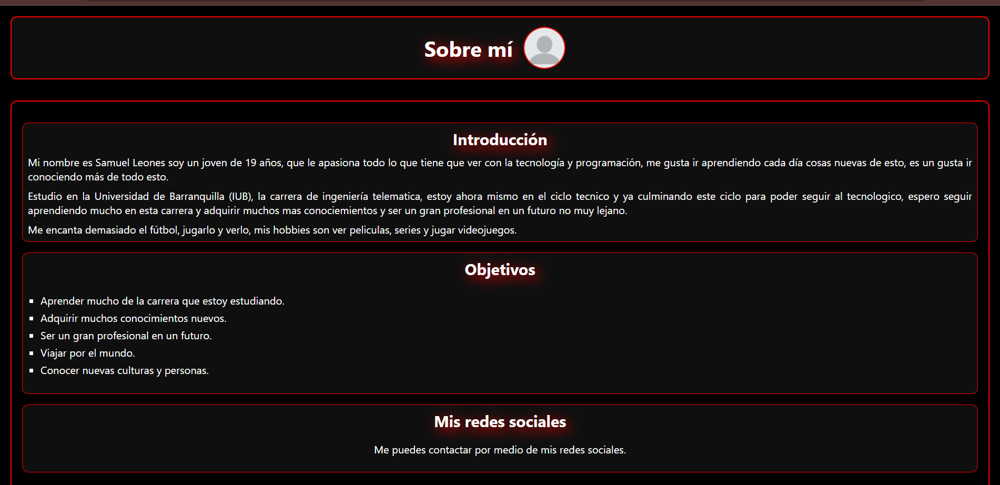 Sobre mí
Introducción
Mi nombre es Samuel Leones soy un joven de 19 años, que le apasiona todo lo que tiene que ver con la tecnología y programación, me gusta ir aprendiendo cada día cosas nuevas de esto, es un gusta ir
conociendo más de todo esto.
Estudio en la Universidad de Barranquilla (IUB), la carrera de ingeniería telematica, estoy ahora mismo en el ciclo tecnico y ya culminando este ciclo para poder seguir al tecnologico, espero seguir
aprendiendo mucho en esta carrera y adquirir muchos mas conociemientos y ser un gran profesional en un futuro no muy lejano.
Me encanta demasiado el fútbol, jugarlo y verlo, mis hobbies son ver peliculas, series y jugar videojuegos.
Objetivos
Aprender mucho de la carrera que estoy estudiando.
Adquirir muchos conocimientos nuevos.
Ser un gran profesional en un futuro.
Viajar por el mundo.
Conocer nuevas culturas y personas.
Mis redes sociales
Me puedes contactar por medio de mis redes sociales.